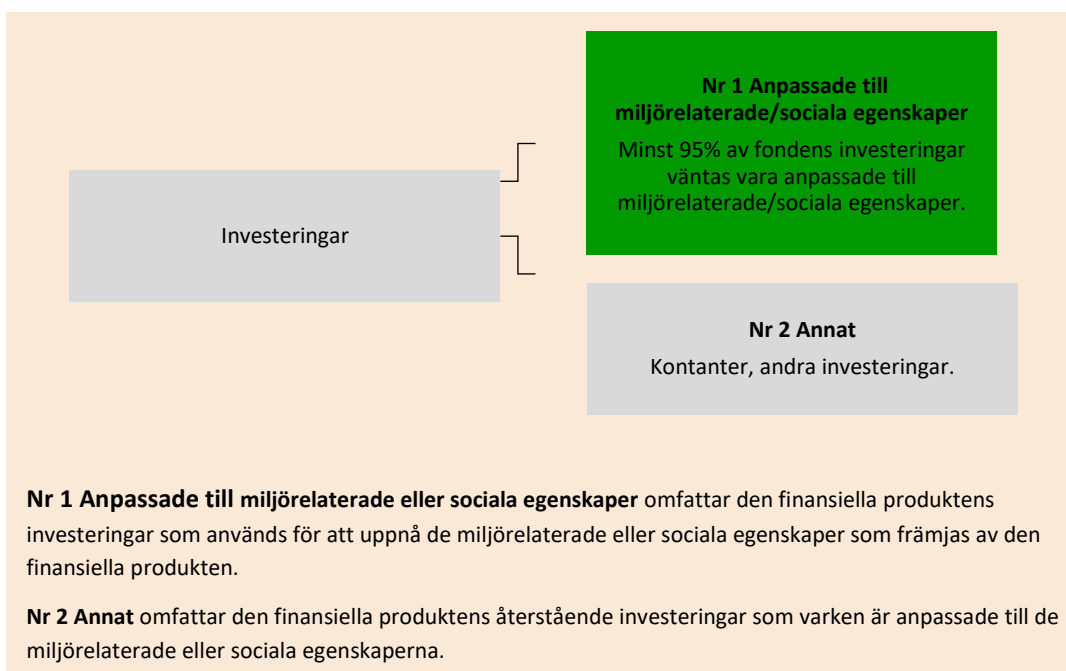 Nr 1 Anpassade till
miljörelaterade/sociala egenskaper
Minst 95% av fondens investeringar
väntas vara anpassade till
miljörelaterade/sociala egenskaper.
Investeringar
Nr 2 Annat
Kontanter, andra investeringar.
Nr 1 Anpassade till miljörelaterade eller sociala egenskaper omfattar den finansiella produktens
investeringar som används för att uppnå de miljörelaterade eller sociala egenskaper som främjas av den
finansiella produkten.
Nr 2 Annat omfattar den finansiella produktens återstående investeringar som varken är anpassade till de
miljörelaterade eller sociala egenskaperna.